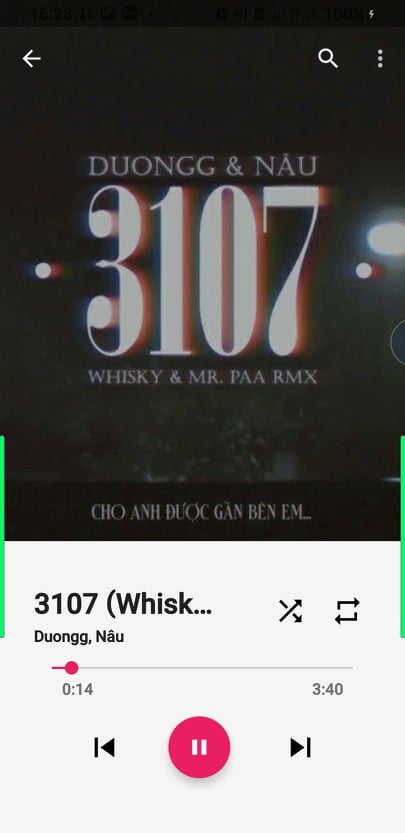 16:28
100%
DUONGG & NÂU
3107
WHISKY & MR. PAA RMX
CHO ANH ĐƯỢC GẦN BÊN EM...
3107 (Whisk...
Duongg, Nâu
0:14
3:40